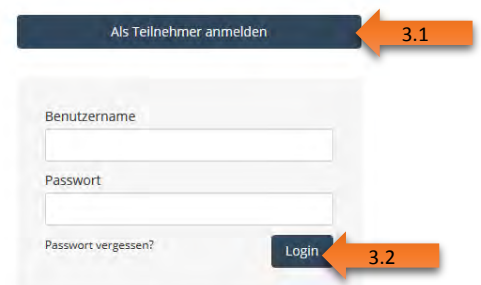 Als Teilnehmer anmelden
3.1
Benutzername
Passwort
Passwort vergessen?
Login
3.2